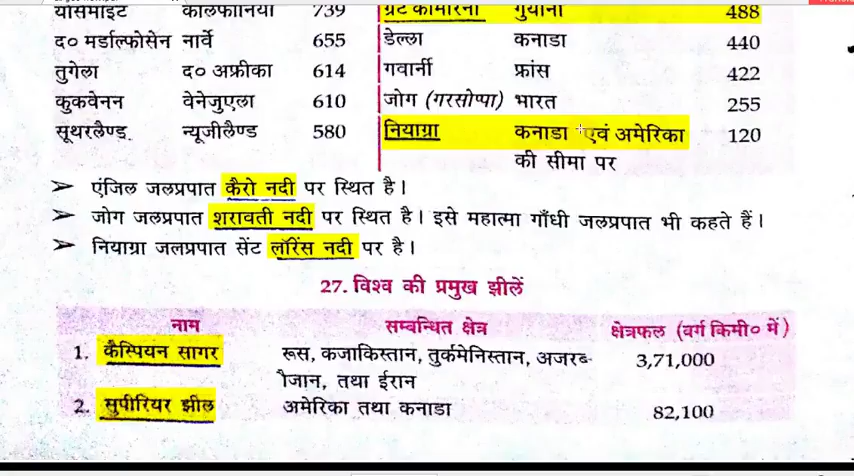 योसेमाइट कैलिफोर्निया 739 ग्रेट कामारना गुयाना 488
द० मर्डाल्फोसेन नार्वे 655 डेल्ला कनाडा 440
तुगेला द० अफ्रीका 614 गवार्नी फ्रांस 422
कुकवेनन वेनेजुएला 610 जोग (गरसोप्पा) भारत 255
सूथरलैण्ड न्यूजीलैण्ड 580 नियाग्रा कनाडा एवं अमेरिका 120
की सीमा पर
➢ एंजिल जलप्रपात कैरो नदी पर स्थित है।
➢ जोग जलप्रपात शरावती नदी पर स्थित है। इसे महात्मा गाँधी जलप्रपात भी कहते हैं।
➢ नियाग्रा जलप्रपात सेंट लॉरेंस नदी पर है।
27. विश्व की प्रमुख झीलें
नाम सम्बन्धित क्षेत्र क्षेत्रफल (वर्ग किमी० में)
1. कैस्पियन सागर रूस, कजाकिस्तान, तुर्कमेनिस्तान, अजरब- 3,71,000
ैजान, तथा ईरान
2. सुपीरियर झील अमेरिका तथा कनाडा 82,100